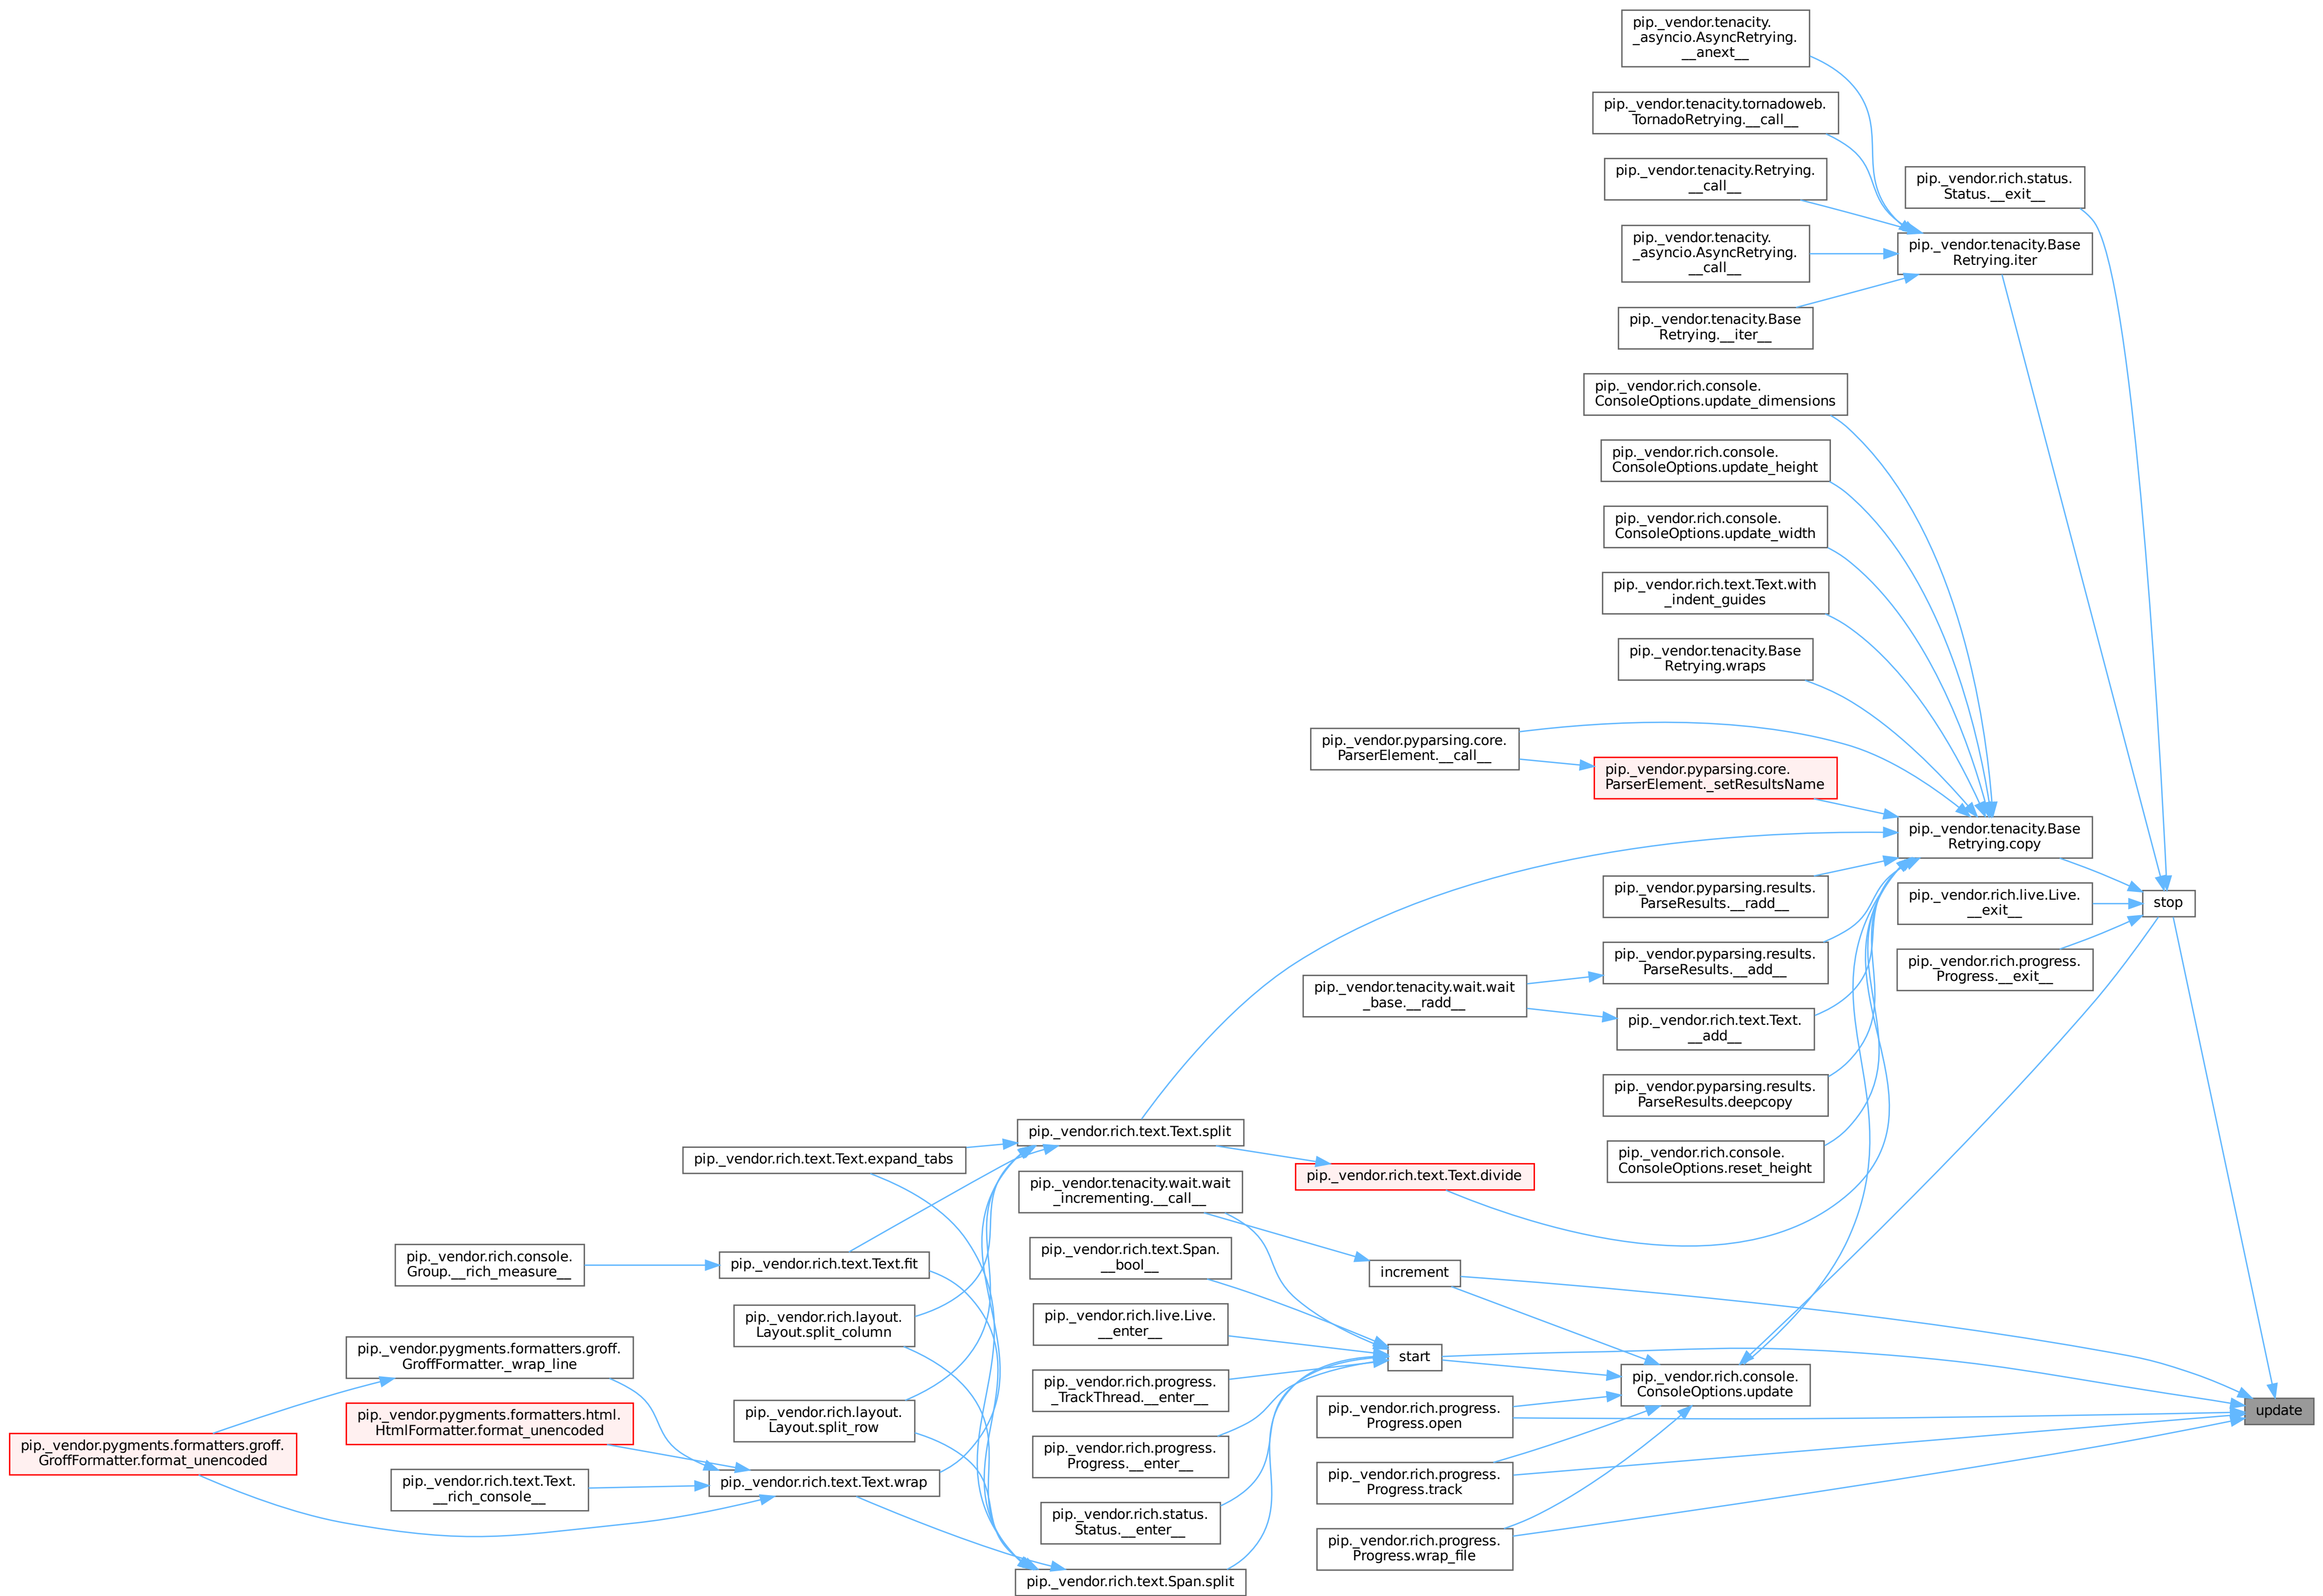 pip._vendor.tenacity.
_asyncio.AsyncRetrying.
__anext__
pip._vendor.tenacity.tornadoweb.
TornadoRetrying.__call__
pip._vendor.tenacity.Retrying.
__call__
pip._vendor.rich.status.
Status.__exit__
pip._vendor.tenacity.
_asyncio.AsyncRetrying.
__call__
pip._vendor.tenacity.Base
Retrying.iter
pip._vendor.tenacity.Base
Retrying.__iter__
pip._vendor.rich.console.
ConsoleOptions.update_dimensions
pip._vendor.rich.console.
ConsoleOptions.update_height
pip._vendor.rich.console.
ConsoleOptions.update_width
pip._vendor.rich.text.Text.with
_indent_guides
pip._vendor.tenacity.Base
Retrying.wraps
pip._vendor.pyparsing.core.
ParserElement.__call__
pip._vendor.pyparsing.core.
ParserElement._setResultsName
pip._vendor.tenacity.Base
Retrying.copy
pip._vendor.pyparsing.results.
ParseResults.__radd__
pip._vendor.rich.live.Live.
__exit__
stop
pip._vendor.pyparsing.results.
ParseResults.__add__
pip._vendor.rich.progress.
Progress.__exit__
pip._vendor.tenacity.wait.wait
_base.__radd__
pip._vendor.rich.text.Text.
__add__
pip._vendor.pyparsing.results.
ParseResults.deepcopy
pip._vendor.rich.text.Text.split
pip._vendor.rich.console.
ConsoleOptions.reset_height
pip._vendor.rich.text.Text.expand_tabs
pip._vendor.rich.text.Text.divide
pip._vendor.tenacity.wait.wait
_incrementing.__call__
pip._vendor.rich.console.
Group.__rich_measure__
pip._vendor.rich.text.Text.fit
pip._vendor.rich.text.Span.
__bool__
increment
pip._vendor.rich.layout.
Layout.split_column
pip._vendor.rich.live.Live.
__enter__
pip._vendor.pygments.formatters.groff.
GroffFormatter._wrap_line
start
pip._vendor.rich.progress.
_TrackThread.__enter__
pip._vendor.rich.console.
ConsoleOptions.update
update
pip._vendor.pygments.formatters.html.
HtmlFormatter.format_unencoded
pip._vendor.rich.layout.
Layout.split_row
pip._vendor.rich.progress.
Progress.open
pip._vendor.pygments.formatters.groff.
GroffFormatter.format_unencoded
pip._vendor.rich.progress.
Progress.__enter__
pip._vendor.rich.text.Text.
__rich_console__
pip._vendor.rich.text.Text.wrap
pip._vendor.rich.progress.
Progress.track
pip._vendor.rich.status.
Status.__enter__
pip._vendor.rich.progress.
Progress.wrap_file
pip._vendor.rich.text.Span.split